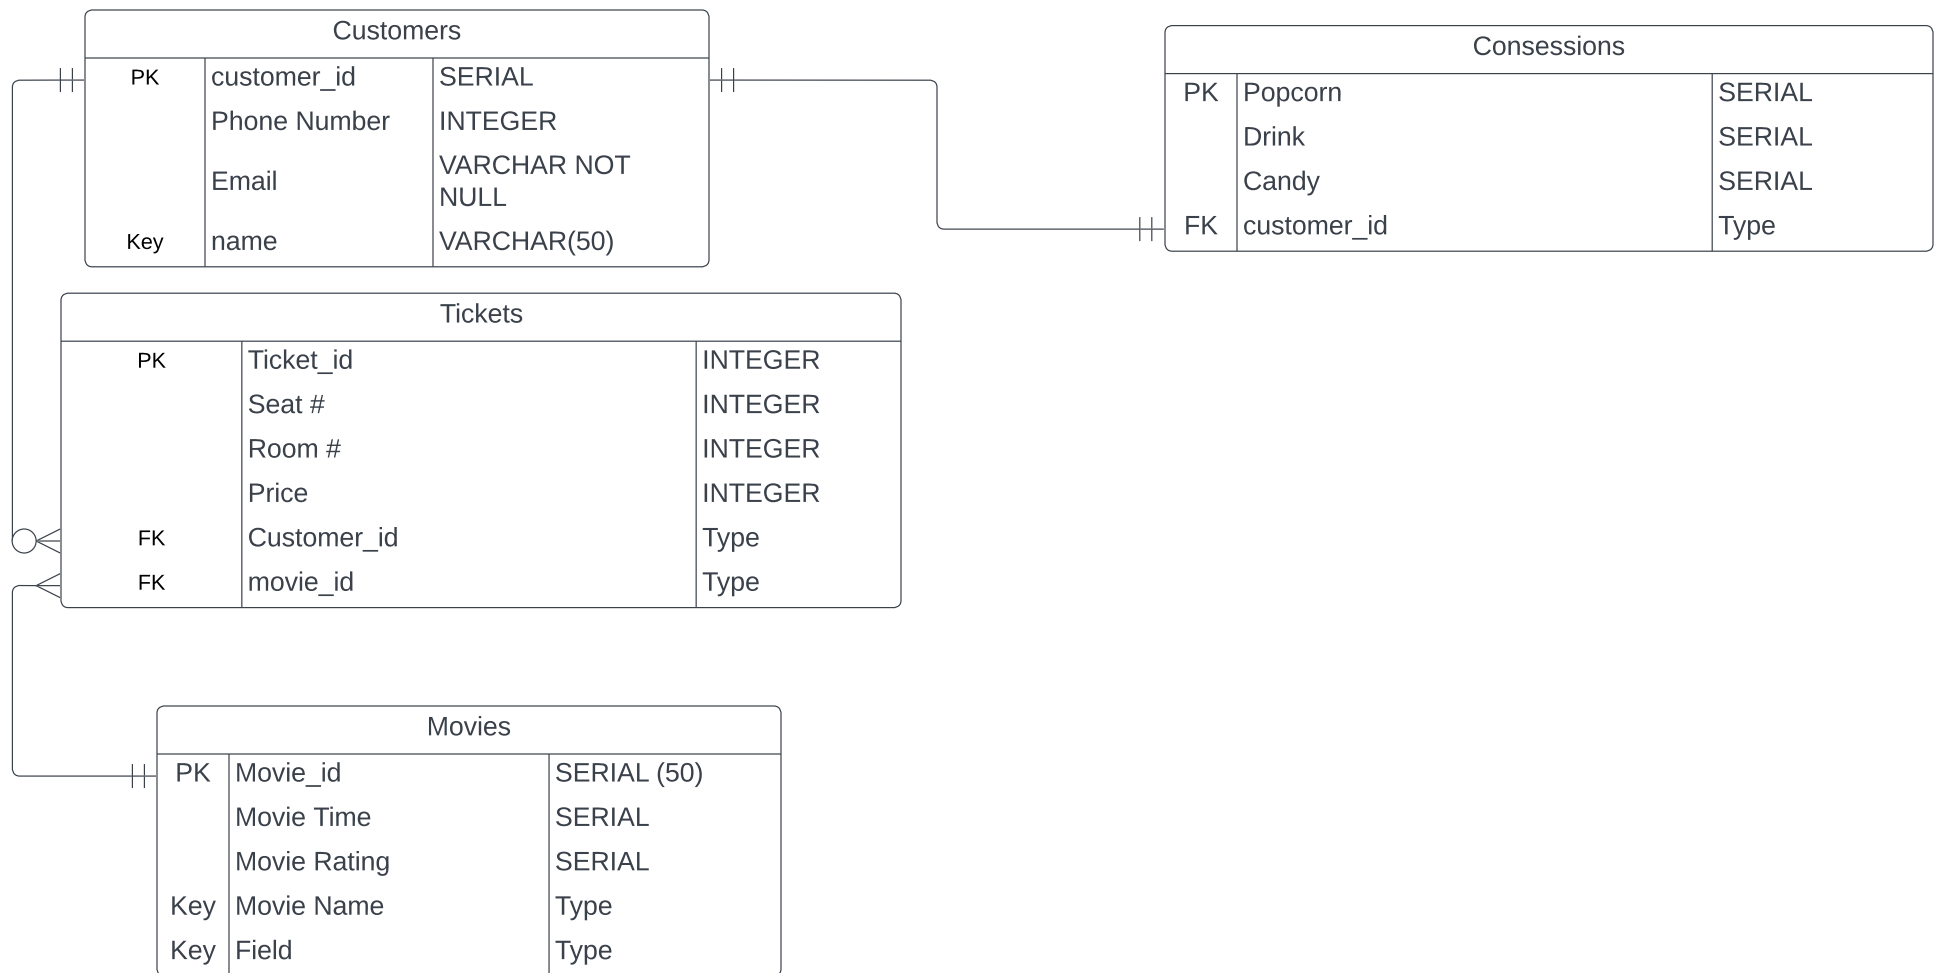 Customers
PK customer_id SERIAL
Phone Number INTEGER
Email VARCHAR NOT
NULL
Key name VARCHAR(50)
Consessions
PK Popcorn SERIAL
Drink SERIAL
Candy SERIAL
FK customer_id Type
Tickets
PK Ticket_id INTEGER
Seat # INTEGER
Room # INTEGER
Price INTEGER
FK Customer_id Type
FK movie_id Type
Movies
PK Movie_id SERIAL (50)
Movie Time SERIAL
Movie Rating SERIAL
Key Movie Name Type
Key Field Type